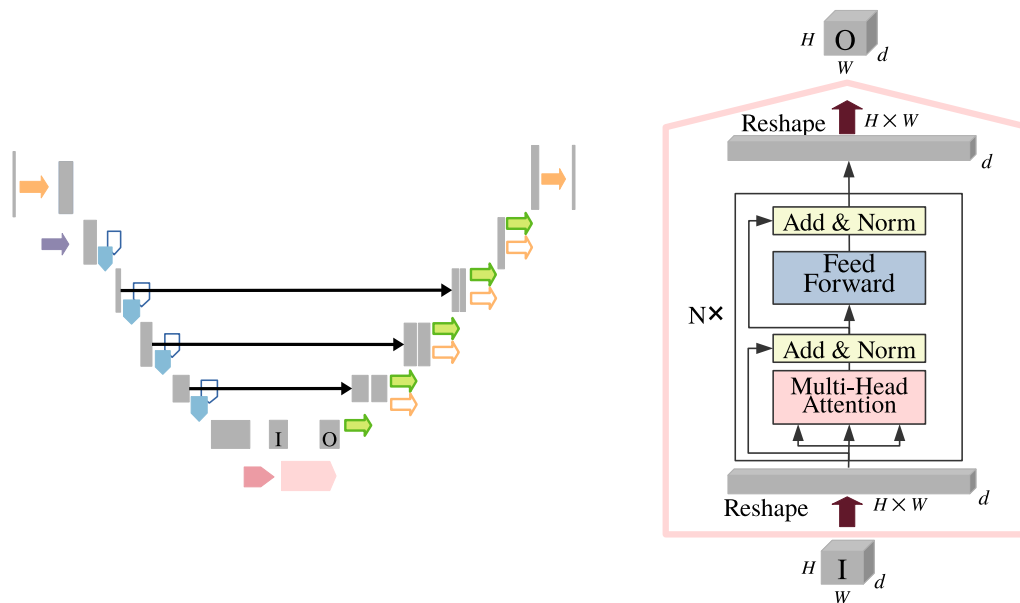 I
O
H
O
W
d
Reshape
H × W
d
Add & Norm
Feed
Forward
N×
Add & Norm
Multi-Head
Attention
d
Reshape
H × W
H
I
W
d